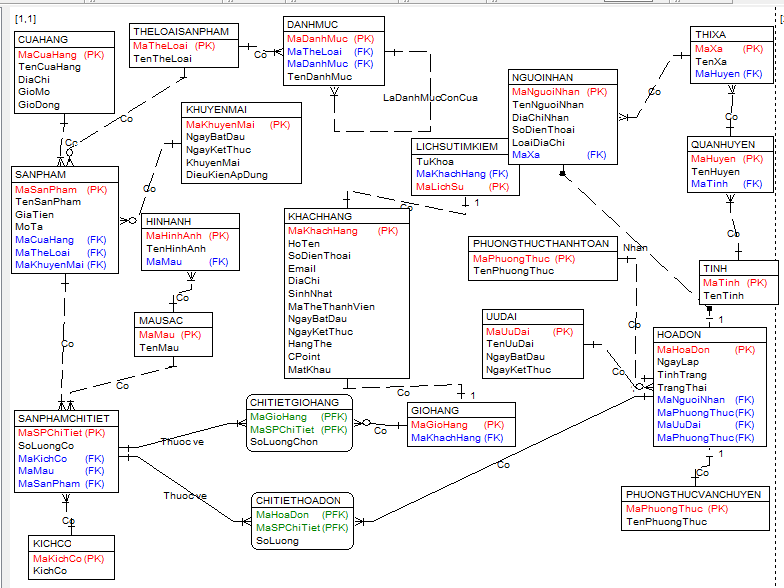 [1,1]
CUAHANG
MaCuaHang (PK)
TenCuaHang
DiaChi
GioMo
GioDong
THELOAISANPHAM
MaTheLoai (PK)
TenTheLoai
DANHMUC
MaDanhMuc (PK)
MaTheLoai (FK)
MaDanhMuc (FK)
TenDanhMuc
Co
LaDanhMucConCua
THIXA
MaXa (PK)
TenXa
MaHuyen (FK)
NGUOINHAN
MaNguoiNhan (PK)
TenNguoiNhan
DiaChiNhan
SoDienThoai
LoaiDiaChi
MaXa (FK)
Co
Co
KHUYENMAI
MaKhuyenMai (PK)
NgayBatDau
NgayKetThuc
KhuyenMai
DieuKienApDung
Co
Co
Co
LICHSUTIMKIEM
TuKhoa
MaKhachHang (FK)
MaLichSu (PK)
QUANHUYEN
MaHuyen (PK)
TenHuyen
MaTinh (FK)
SANPHAM
MaSanPham (PK)
TenSanPham
GiaTien
MoTa
MaCuaHang (FK)
MaTheLoai (FK)
MaKhuyenMai (FK)
HINHANH
MaHinhAnh (PK)
TenHinhAnh
MaMau (FK)
Co
1
KHACHHANG
MaKhachHang (PK)
HoTen
SoDienThoai
Email
DiaChi
SinhNhat
MaTheThanhVien
NgayBatDau
NgayKetThuc
HangThe
CPoint
MatKhau
PHUONGTHUCTHANHTOAN
MaPhuongThuc (PK)
TenPhuongThuc
Nhan
Co
TINH
MaTinh (PK)
TenTinh
Co
MAUSAC
MaMau (PK)
TenMau
UUDAI
MaUuDai (PK)
TenUuDai
NgayBatDau
NgayKetThuc
Co
Co
1
HOADON
MaHoaDon (PK)
NgayLap
TinhTrang
TrangThai
MaNguoiNhan (FK)
MaPhuongThuc(FK)
MaUuDai (FK)
MaPhuongThuc(FK)
Co
Co
Co
1
SANPHAMCHITIET
MaSPChiTiet (PK)
SoLuongCo
MaKichCo (FK)
MaMau (FK)
MaSanPham (FK)
CHITIETGIOHANG
MaGioHang (PFK)
MaSPChiTiet (PFK)
SoLuongChon
Co
GIOHANG
MaGioHang (PK)
MaKhachHang (FK)
Thuoc ve
Thuoc ve
Co
1
Co
CHITIETHOADON
MaHoaDon (PFK)
MaSPChiTiet (PFK)
SoLuong
PHUONGTHUCVANCHUYEN
MaPhuongThuc (PK)
TenPhuongThuc
Co
KICHCO
MaKichCo (PK)
KichCo